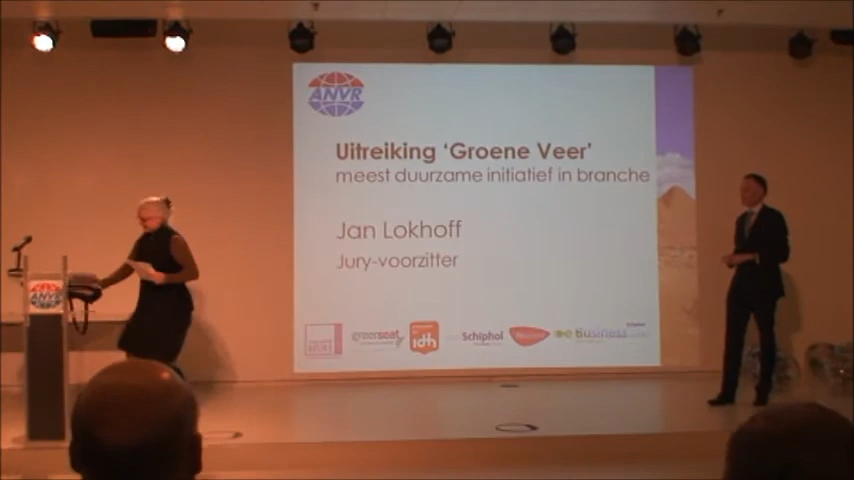 ANVR
Uitreiking ‘Groene Veer’
meest duurzame initiatief in branche
Jan Lokhoff
Jury-voorzitter
greenseat
idh
Schiphol
Business
ANVR